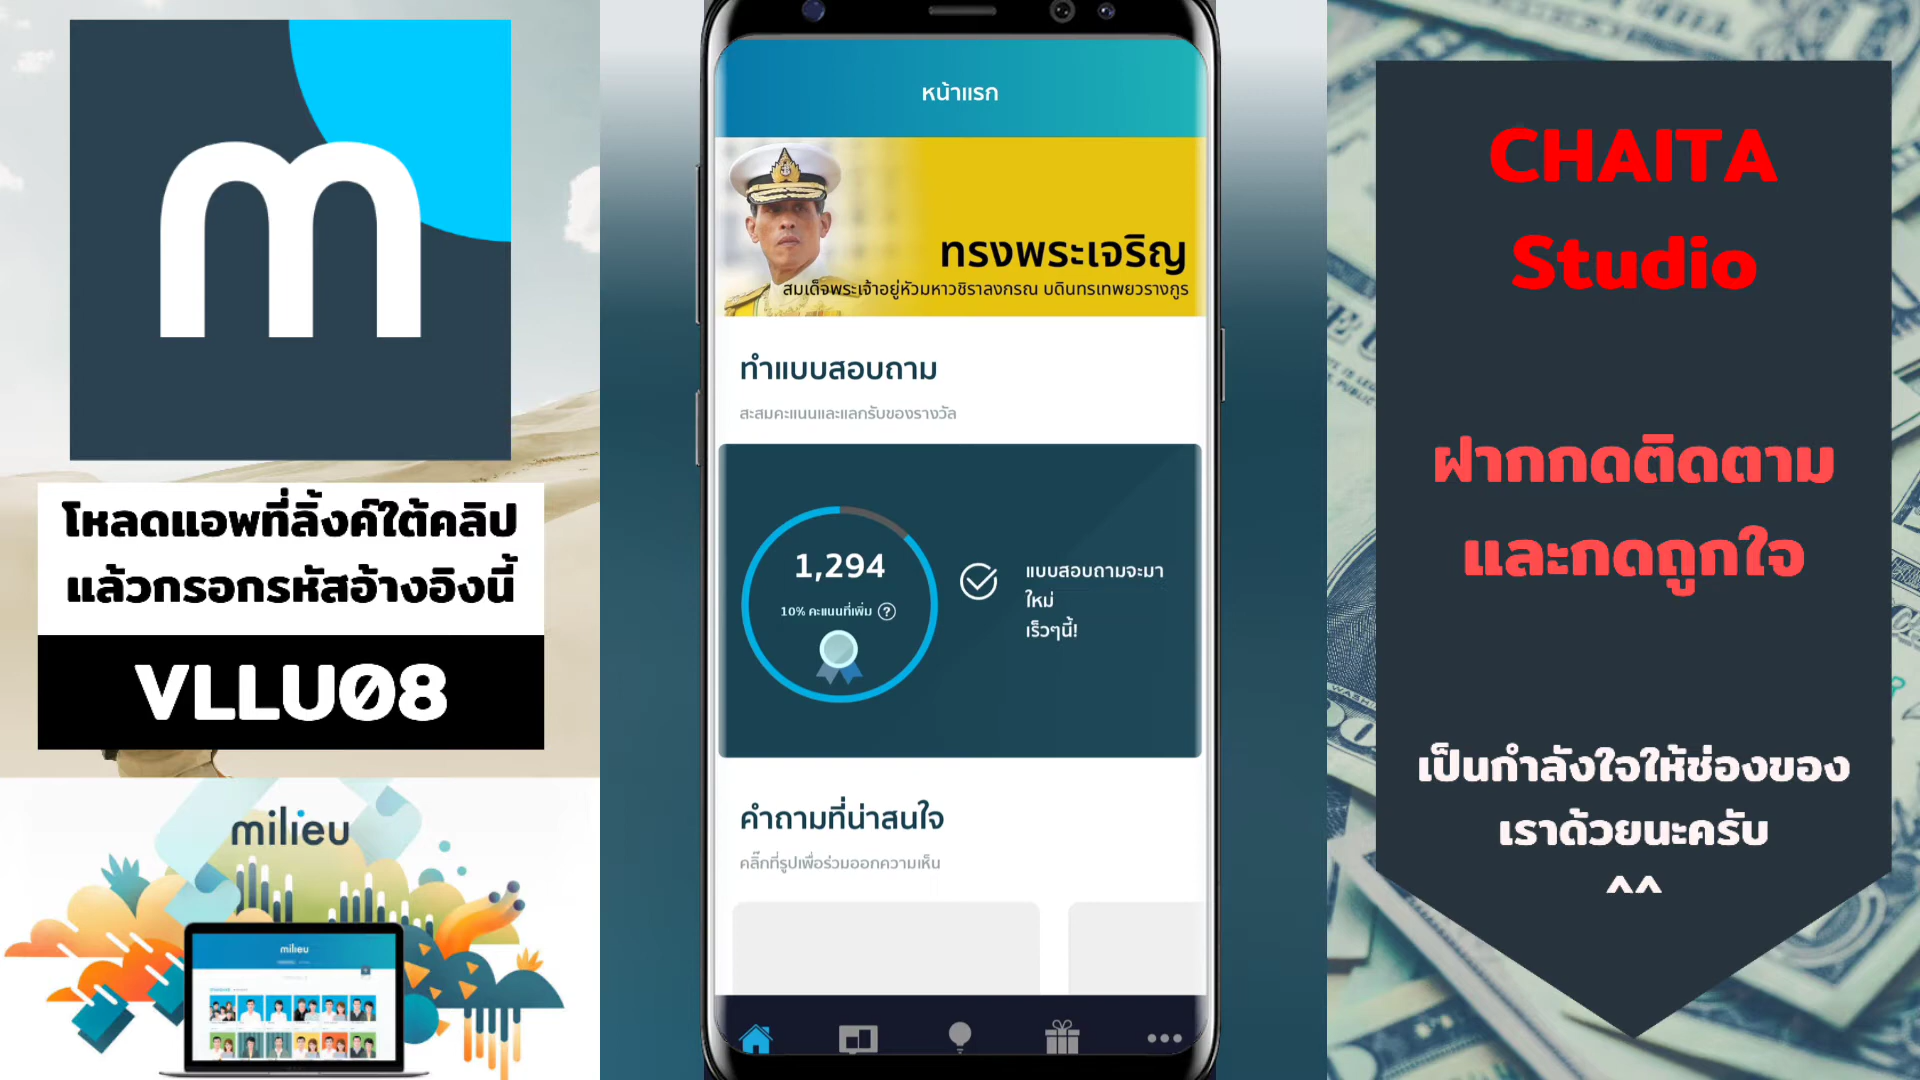 โหลดแอพที่ลิ้งค์ใต้คลิป
แล้วกรอกรหัสอ้างอิงนี้
VLLU08
milieu
milieu
หน้าแรก
ทรงพระเจริญ
สมเด็จพระเจ้าอยู่หัวมหาวชิราลงกรณ บดินทรเทพยวรางกูร
ทำแบบสอบถาม
สะสมคะแนนและแลกรับของรางวัล
1,294
10% คะแนนที่เพิ่ม ?
แบบสอบถามจะมา
ใหม่
เร็วๆนี้!
คำถามที่น่าสนใจ
คลิ๊กที่รูปเพื่อร่วมออกความเห็น
CHAITA
Studio
ฝากกดติดตาม
และกดถูกใจ
เป็นกำลังใจให้ช่องของ
เราด้วยนะครับ
^^